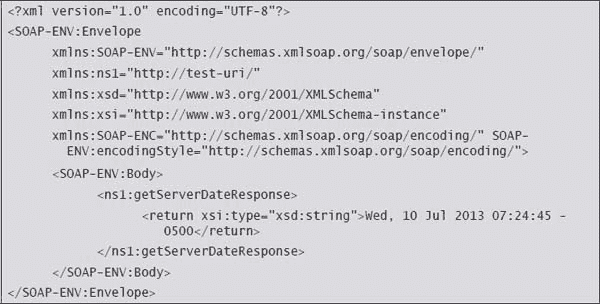 <?xml version="1.0" encoding="UTF-8"?>
<SOAP-ENV:Envelope
xmlns:SOAP-ENV="http://schemas.xmlsoap.org/soap/envelope/"
xmlns:ns1="http://test-uri/"
xmlns:xsd="http://www.w3.org/2001/XMLSchema"
xmlns:xsi="http://www.w3.org/2001/XMLSchema-instance"
xmlns:SOAP-ENC="http://schemas.xmlsoap.org/soap/encoding/" SOAP-
ENV:encodingStyle="http://schemas.xmlsoap.org/soap/encoding/">
<SOAP-ENV:Body>
<ns1:getServerDateResponse>
<return xsi:type="xsd:string">Wed, 10 Jul 2013 07:24:45 -
0500</return>
</ns1:getServerDateResponse>
</SOAP-ENV:Body>
</SOAP-ENV:Envelope>